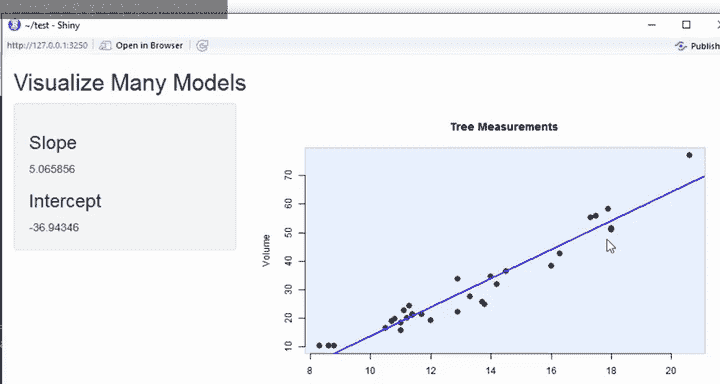 ~/test - Shiny
http://127.0.0.1:3250 Open in Browser Publish
Visualize Many Models
Slope
5.065856
Intercept
-36.94346
Tree Measurements
Volume
70
60
50
40
30
20
10
8 10 12 14 16 18 20